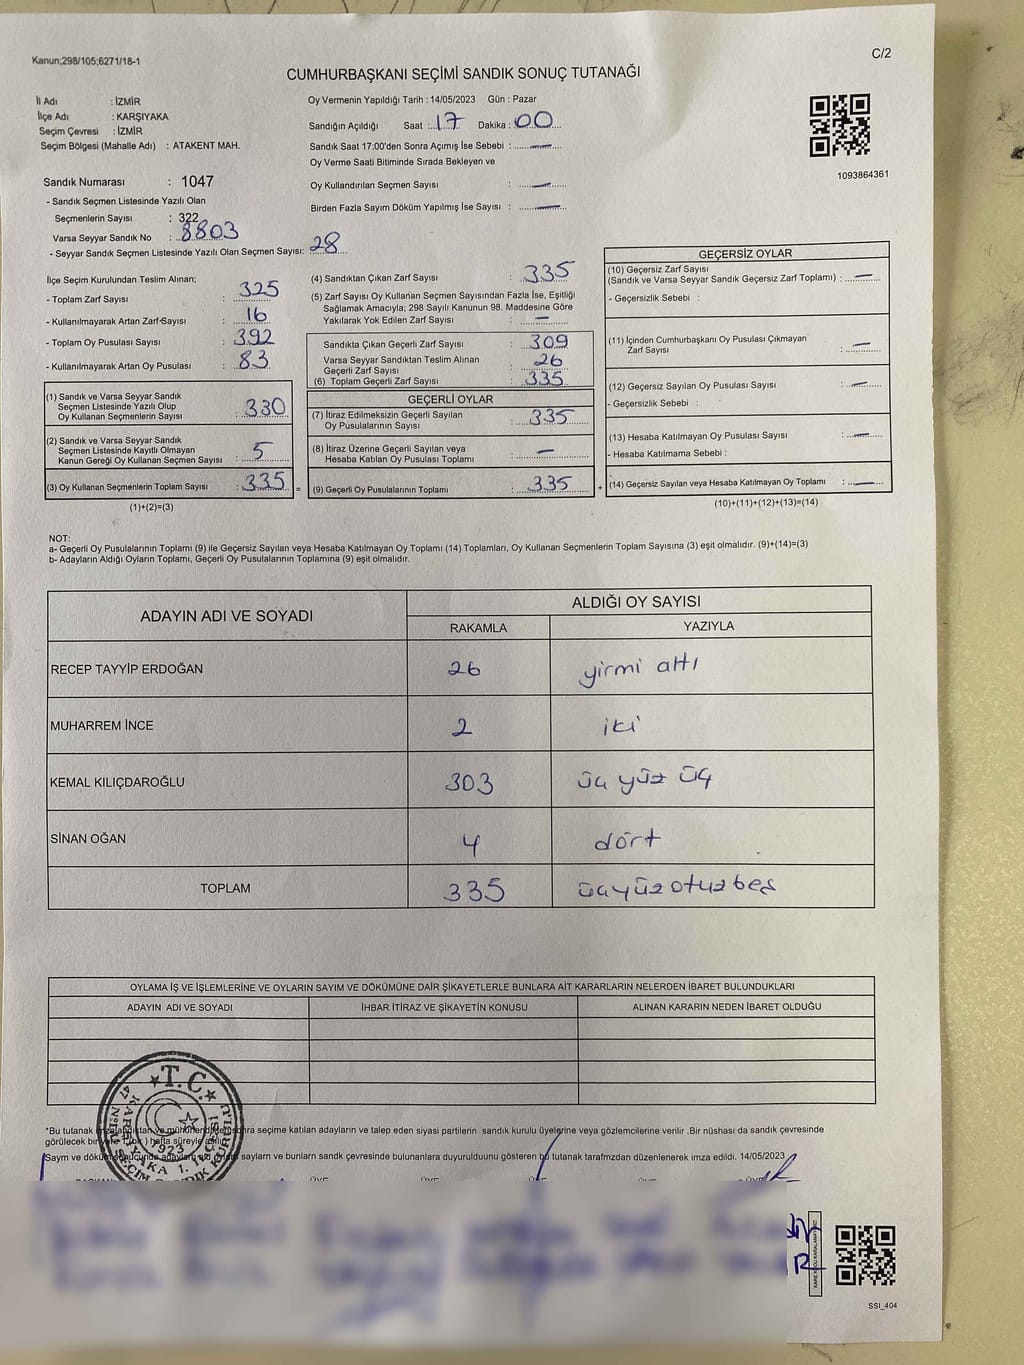 Kanun;298/105;6271/18-1
C/2
CUMHURBAŞKANI SEÇİMİ SANDIK SONUÇ TUTANAĞI
İl Adı : İZMİR
İlçe Adı : KARŞIYAKA
Seçim Çevresi : İZMİR
Seçim Bölgesi (Mahalle Adı) : ATAKENT MAH.
Oy Vermenin Yapıldığı Tarih : 14/05/2023 Gün : Pazar
Sandığın Açıldığı Saat : 17 Dakika : 00
Sandık Saat 17:00'den Sonra Açımış İse Sebebi : —
Oy Verme Saati Bitiminde Sırada Bekleyen ve
Oy Kullandırılan Seçmen Sayısı : —
Birden Fazla Sayım Döküm Yapılmış İse Sayısı : —
1093864361
Sandık Numarası : 1047
- Sandık Seçmen Listesinde Yazılı Olan
Seçmenlerin Sayısı : 322
Varsa Seyyar Sandık No : 8803
- Seyyar Sandık Seçmen Listesinde Yazılı Olan Seçmen Sayısı: 28
İlçe Seçim Kurulundan Teslim Alınan;
- Toplam Zarf Sayısı : 325
- Kullanılmayarak Artan Zarf Sayısı : 16
- Toplam Oy Pusulası Sayısı : 392
- Kullanılmayarak Artan Oy Pusulası : 83
(1) Sandık ve Varsa Seyyar Sandık
Seçmen Listesinde Yazılı Olup
Oy Kullanan Seçmenlerin Sayısı : 330
(2) Sandık ve Varsa Seyyar Sandık
Seçmen Listesinde Kayıtlı Olmayan
Kanun Gereği Oy Kullanan Seçmen Sayısı : 5
(3) Oy Kullanan Seçmenlerin Toplam Sayısı : 335 =
(1)+(2)=(3)
(4) Sandıktan Çıkan Zarf Sayısı : 335
(5) Zarf Sayısı Oy Kullanan Seçmen Sayısından Fazla İse, Eşitliği
Sağlamak Amacıyla; 298 Sayılı Kanunun 98. Maddesine Göre
Yakılarak Yok Edilen Zarf Sayısı : —
Sandıkta Çıkan Geçerli Zarf Sayısı : 309
Varsa Seyyar Sandıktan Teslim Alınan
Geçerli Zarf Sayısı : 26
(6) Toplam Geçerli Zarf Sayısı : 335
GEÇERLİ OYLAR
(7) İtiraz Edilmeksizin Geçerli Sayılan
Oy Pusulalarının Sayısı : 335
(8) İtiraz Üzerine Geçerli Sayılan veya
Hesaba Katılan Oy Pusulası Toplamı : —
(9) Geçerli Oy Pusulalarının Toplamı : 335 +
GEÇERSİZ OYLAR
(10) Geçersiz Zarf Sayısı
(Sandık ve Varsa Seyyar Sandık Geçersiz Zarf Toplamı) : —
- Geçersizlik Sebebi :
(11) İçinden Cumhurbaşkanı Oy Pusulası Çıkmayan
Zarf Sayısı : —
(12) Geçersiz Sayılan Oy Pusulası Sayısı : —
- Geçersizlik Sebebi :
(13) Hesaba Katılmayan Oy Pusulası Sayısı : —
- Hesaba Katılmama Sebebi :
(14) Geçersiz Sayılan veya Hesaba Katılmayan Oy Toplamı : —
(10)+(11)+(12)+(13)=(14)
NOT:
a- Geçerli Oy Pusulalarının Toplamı (9) ile Geçersiz Sayılan veya Hesaba Katılmayan Oy Toplamı (14) Toplamları, Oy Kullanan Seçmenlerin Toplam Sayısına (3) eşit olmalıdır. (9)+(14)=(3)
b- Adayların Aldığı Oyların Toplamı, Geçerli Oy Pusulalarının Toplamına (9) eşit olmalıdır.
ADAYIN ADI VE SOYADI
ALDIĞI OY SAYISI
RAKAMLA YAZIYLA
RECEP TAYYİP ERDOĞAN 26 yirmi altı
MUHARREM İNCE 2 iki
KEMAL KILIÇDAROĞLU 303 üç yüz üç
SİNAN OĞAN 4 dört
TOPLAM 335 üçyüzotuzbeş
OYLAMA İŞ VE İŞLEMLERİNE VE OYLARIN SAYIM VE DÖKÜMÜNE DAİR ŞİKAYETLERLE BUNLARA AİT KARARLARIN NELERDEN İBARET BULUNDUKLARI
ADAYIN ADI VE SOYADI İHBAR İTİRAZ VE ŞİKAYETİN KONUSU ALINAN KARARIN NEDEN İBARET OLDUĞU
T.C.
1923
*Bu tutanak seçime katılan adayların ve talep eden siyasi partilerin sandık kurulu üyelerine veya gözlemcilerine verilir .Bir nüshası da sandık çevresinde
görülecek bir hafta süreyle
Sayım ve saylarm ve bunlarn sandk çevresinde bulunanlara duyurulduunu gösteren bu tutanak tarafmzdan düzenlenerek imza edildi. 14/05/2023
SSI_404